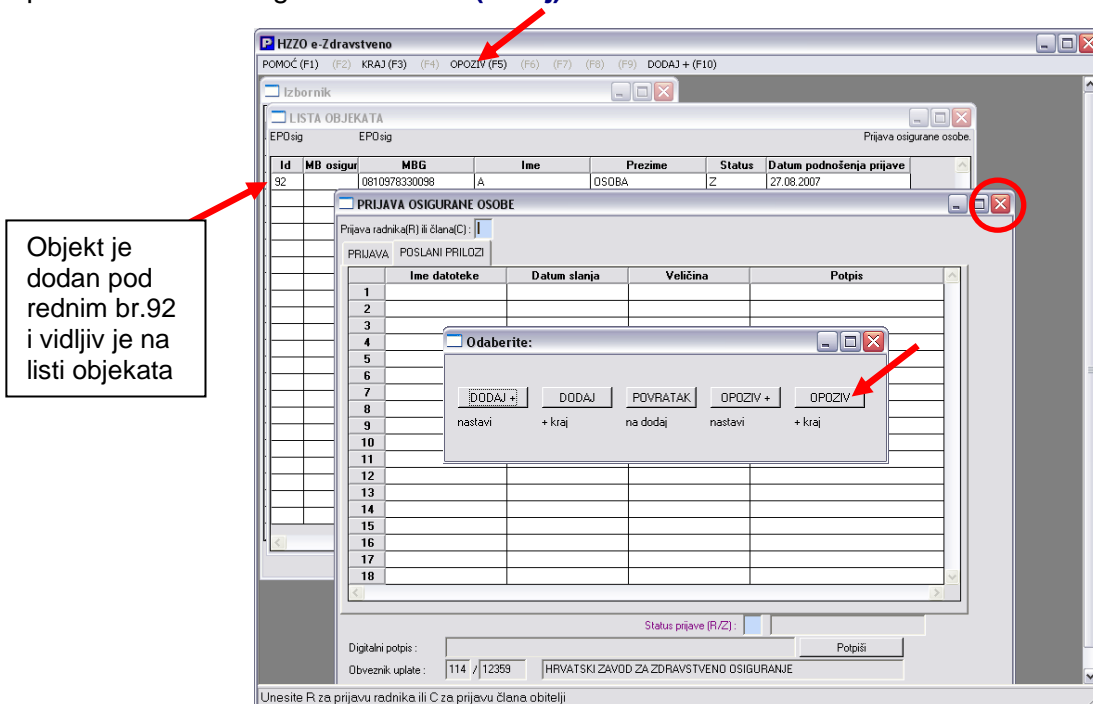 HZZO e-Zdravstveno
POMOĆ (F1) (F2) KRAJ (F3) (F4) OPOZIV (F5) (F6) (F7) (F8) (F9) DODAJ + (F10)
Izbornik
LISTA OBJEKATA
EPOsig EPOsig Prijava osigurane osobe.
Id MB osigur MBG Ime Prezime Status Datum podnošenja prijave
92 0810978330098 A OSOBA Z 27.08.2007
Objekt je
dodan pod
rednim br.92
i vidljiv je na
listi objekata
PRIJAVA OSIGURANE OSOBE
Prijava radnika(R) ili člana(C) :
PRIJAVA POSLANI PRILOZI
Ime datoteke Datum slanja Veličina Potpis
1
2
3
4
5
6
7
8
9
10
11
12
13
14
15
16
17
18
Odaberite:
DODAJ + DODAJ POVRATAK OPOZIV + OPOZIV
nastavi + kraj na dodaj nastavi + kraj
Status prijave (R/Z) :
Digitalni potpis : Potpiši
Obveznik uplate : 114 / 12359 HRVATSKI ZAVOD ZA ZDRAVSTVENO OSIGURANJE
Unesite R za prijavu radnika ili C za prijavu člana obitelji